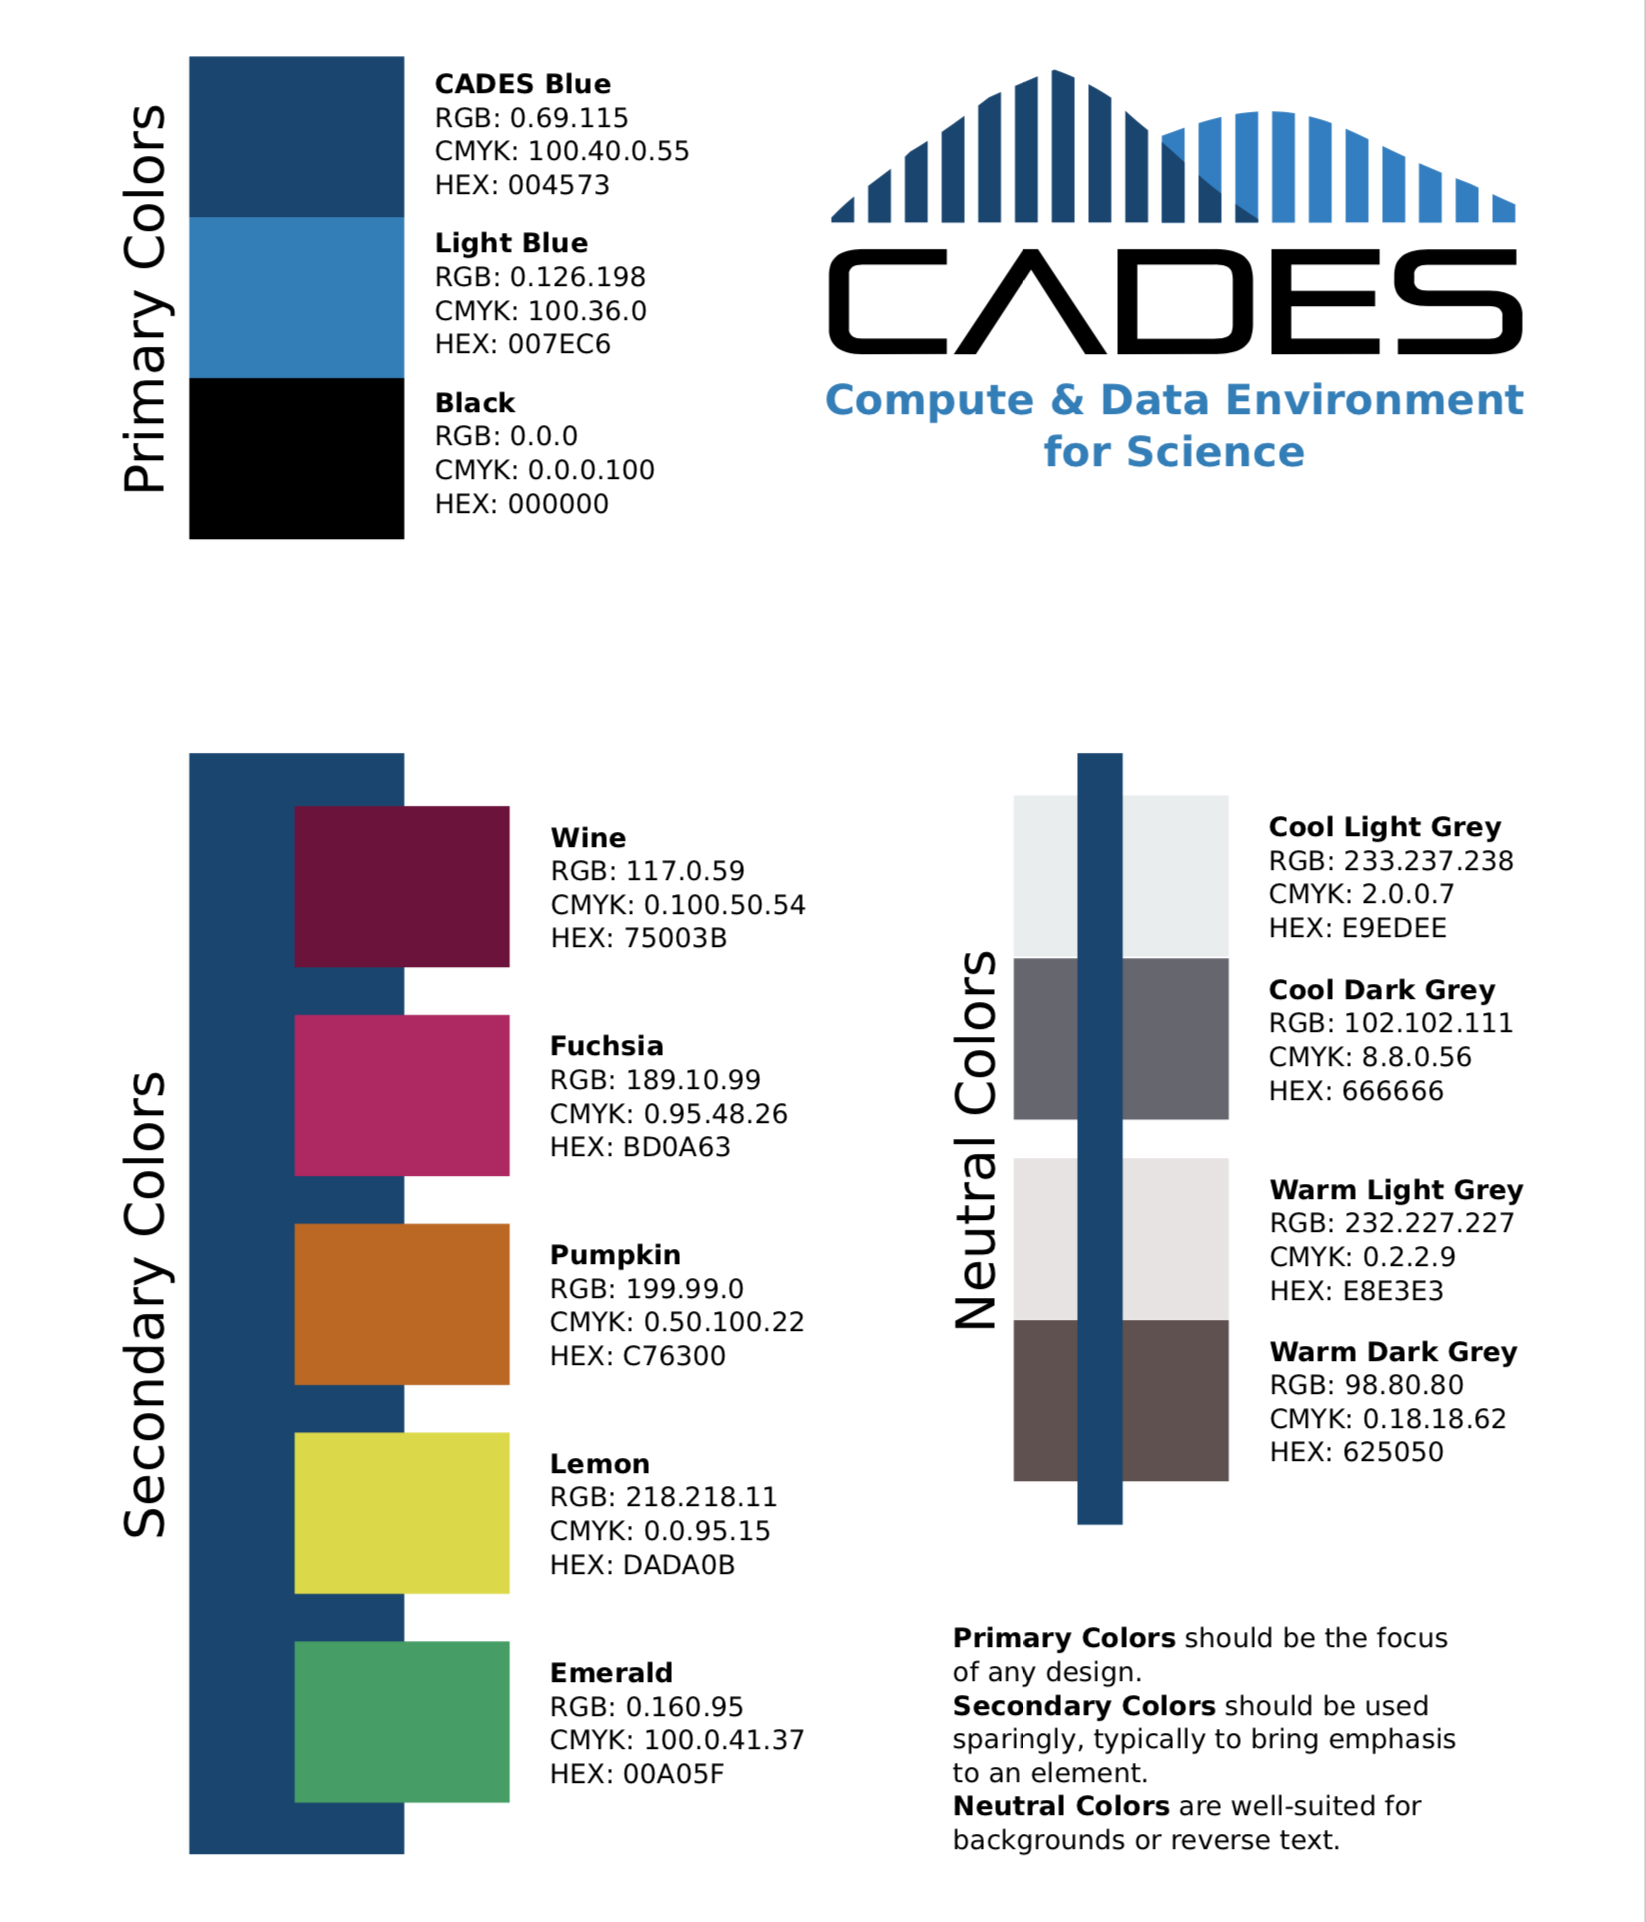 Primary Colors
CADES Blue
RGB: 0.69.115
CMYK: 100.40.0.55
HEX: 004573
Light Blue
RGB: 0.126.198
CMYK: 100.36.0
HEX: 007EC6
Black
RGB: 0.0.0
CMYK: 0.0.0.100
HEX: 000000
CADES
Compute & Data Environment
for Science
Secondary Colors
Wine
RGB: 117.0.59
CMYK: 0.100.50.54
HEX: 75003B
Fuchsia
RGB: 189.10.99
CMYK: 0.95.48.26
HEX: BD0A63
Pumpkin
RGB: 199.99.0
CMYK: 0.50.100.22
HEX: C76300
Lemon
RGB: 218.218.11
CMYK: 0.0.95.15
HEX: DADA0B
Emerald
RGB: 0.160.95
CMYK: 100.0.41.37
HEX: 00A05F
Neutral Colors
Cool Light Grey
RGB: 233.237.238
CMYK: 2.0.0.7
HEX: E9EDEE
Cool Dark Grey
RGB: 102.102.111
CMYK: 8.8.0.56
HEX: 666666
Warm Light Grey
RGB: 232.227.227
CMYK: 0.2.2.9
HEX: E8E3E3
Warm Dark Grey
RGB: 98.80.80
CMYK: 0.18.18.62
HEX: 625050
Primary Colors should be the focus
of any design.
Secondary Colors should be used
sparingly, typically to bring emphasis
to an element.
Neutral Colors are well-suited for
backgrounds or reverse text.